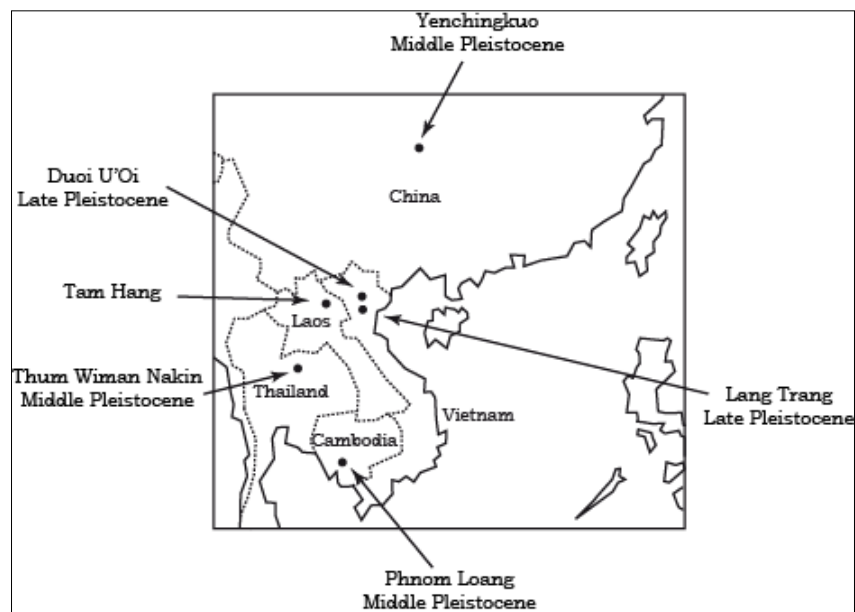 Yenchingkuo
Middle Pleistocene
Duoi U'Oi
Late Pleistocene
China
Tam Hang
Laos
Thum Wiman Nakin
Middle Pleistocene
Thailand
Lang Trang
Late Pleistocene
Vietnam
Cambodia
Phnom Loang
Middle Pleistocene